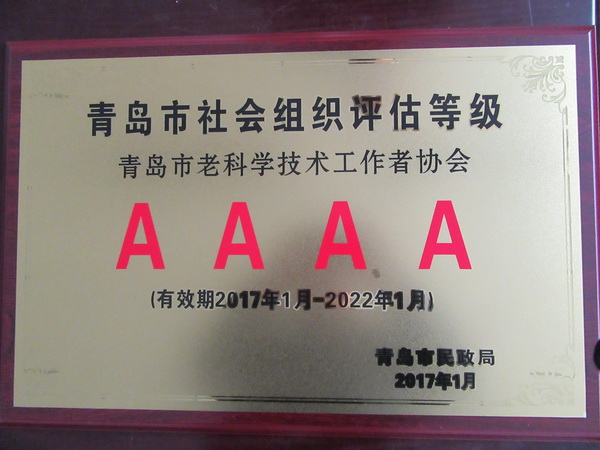 青岛市社会组织评估等级
青岛市老科学技术工作者协会
A A A A
(有效期2017年1月-2022年1月)
青岛市民政局
2017年1月